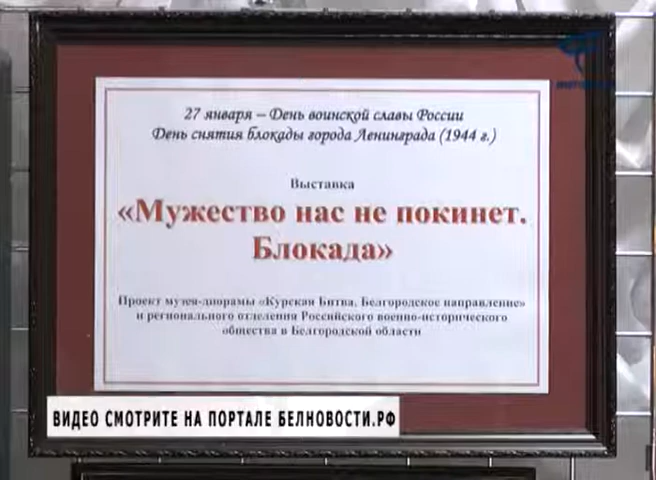 27 января – День воинской славы России
День снятия блокады города Ленинграда (1944 г.)
Выставка
«Мужество нас не покинет.
Блокада»
Проект музея-диорамы «Курская Битва. Белгородское направление»
и регионального отделения Российского военно-исторического
общества в Белгородской области
ВИДЕО СМОТРИТЕ НА ПОРТАЛЕ БЕЛНОВОСТИ.РФ